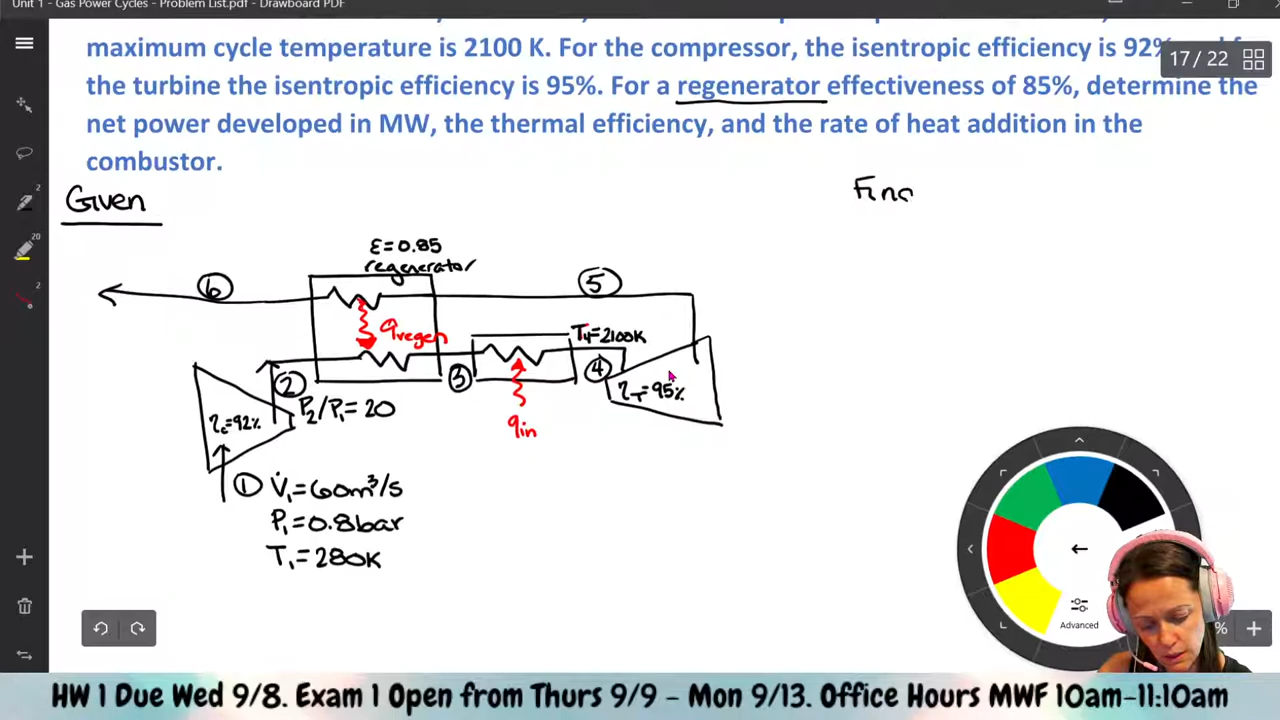 Unit 1 - Gas Power Cycles - Problem List.pdf - Drawboard PDF
maximum cycle temperature is 2100 K. For the compressor, the isentropic efficiency is 92%
the turbine the isentropic efficiency is 95%. For a regenerator effectiveness of 85%, determine the
net power developed in MW, the thermal efficiency, and the rate of heat addition in the
combustor.
17 / 22
Given
Find
ε=0.85
regenerator
6
5
qregen
T4=2100K
2
3
4
ηc=92%
P2/P1=20
ηT=95%
qin
1 V̇1=60m³/s
P1=0.8bar
T1=280K
2
20
2
Advanced
%
HW 1 Due Wed 9/8. Exam 1 Open from Thurs 9/9 - Mon 9/13. Office Hours MWF 10am-11:10am